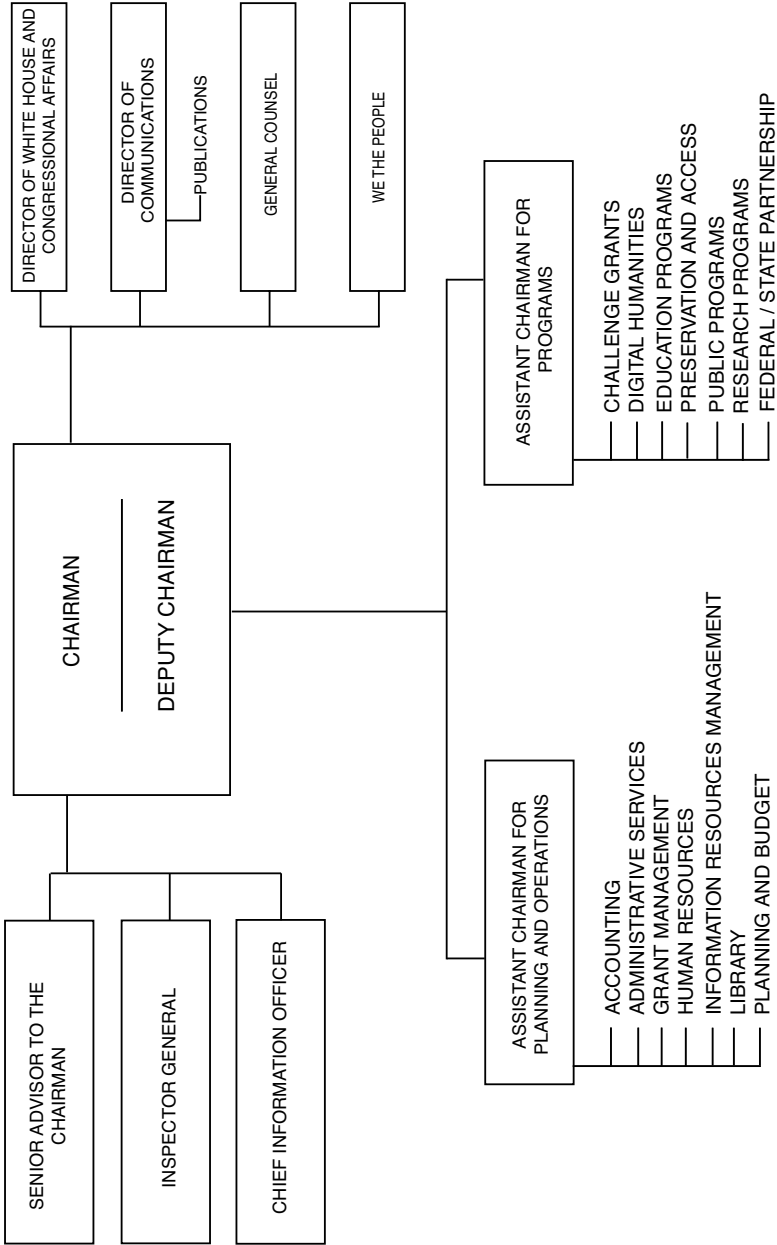 CHAIRMAN
DEPUTY CHAIRMAN
SENIOR ADVISOR TO THE
CHAIRMAN
INSPECTOR GENERAL
CHIEF INFORMATION OFFICER
DIRECTOR OF WHITE HOUSE AND
CONGRESSIONAL AFFAIRS
DIRECTOR OF
COMMUNICATIONS
PUBLICATIONS
GENERAL COUNSEL
WE THE PEOPLE
ASSISTANT CHAIRMAN FOR
PLANNING AND OPERATIONS
ACCOUNTING
ADMINISTRATIVE SERVICES
GRANT MANAGEMENT
HUMAN RESOURCES
INFORMATION RESOURCES MANAGEMENT
LIBRARY
PLANNING AND BUDGET
ASSISTANT CHAIRMAN FOR
PROGRAMS
CHALLENGE GRANTS
DIGITAL HUMANITIES
EDUCATION PROGRAMS
PRESERVATION AND ACCESS
PUBLIC PROGRAMS
RESEARCH PROGRAMS
FEDERAL / STATE PARTNERSHIP